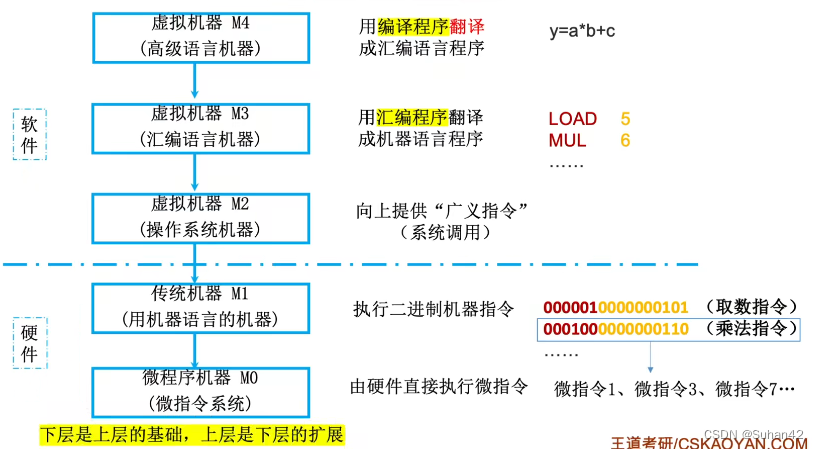 虚拟机器 M4
(高级语言机器)
用编译程序翻译
成汇编语言程序
y=a*b+c
软件
虚拟机器 M3
(汇编语言机器)
用汇编程序翻译
成机器语言程序
LOAD 5
MUL 6
……
虚拟机器 M2
(操作系统机器)
向上提供“广义指令”
(系统调用)
硬件
传统机器 M1
(用机器语言的机器)
执行二进制机器指令
0000010000000101 (取数指令)
0001000000000110 (乘法指令)
……
微程序机器 M0
(微指令系统)
由硬件直接执行微指令
微指令1、微指令3、微指令7…
下层是上层的基础，上层是下层的扩展
CSDN @Suhan42
王道考研/CSKAOYAN.COM